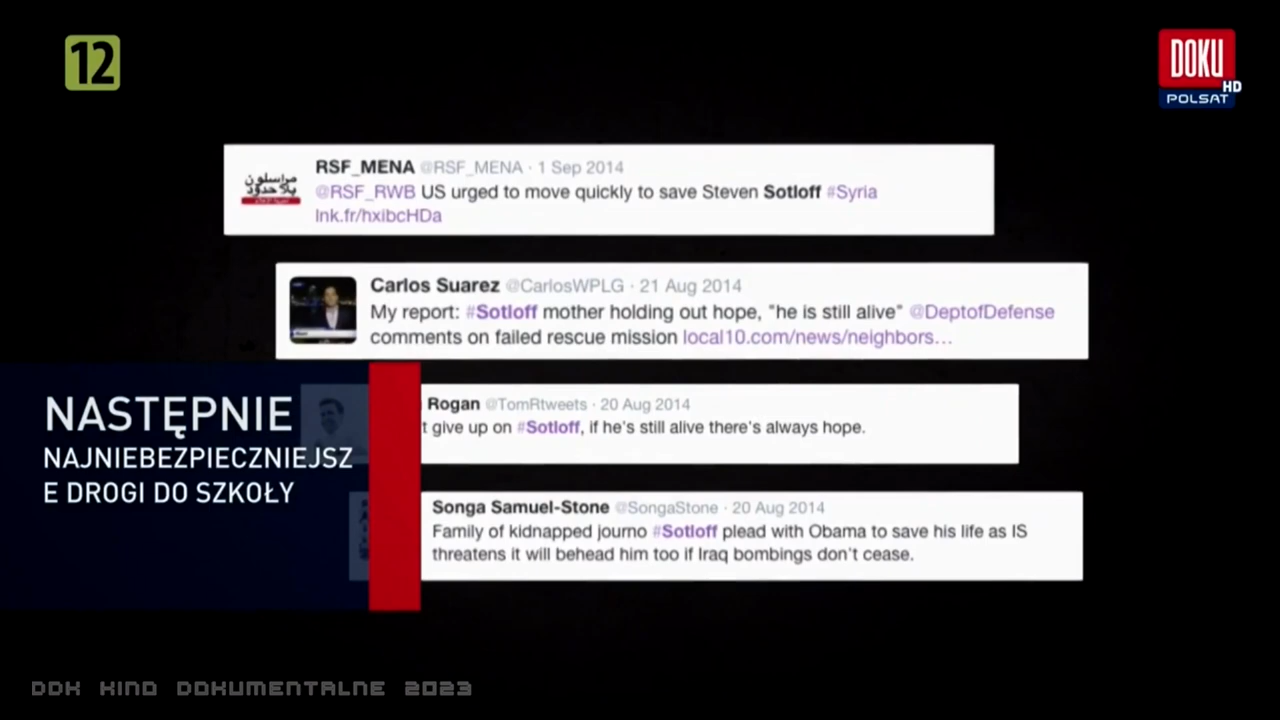 12
DOKU
HD
POLSAT
RSF_MENA @RSF_MENA · 1 Sep 2014
@RSF_RWB US urged to move quickly to save Steven Sotloff #Syria
lnk.fr/hxibcHDa
مراسلون
بلا حدود
Carlos Suarez @CarlosWPLG · 21 Aug 2014
My report: #Sotloff mother holding out hope, "he is still alive" @DeptofDefense
comments on failed rescue mission local10.com/news/neighbors…
Rogan @TomRtweets · 20 Aug 2014
t give up on #Sotloff, if he's still alive there's always hope.
NASTĘPNIE
NAJNIEBEZPIECZNIEJSZ
E DROGI DO SZKOŁY
Songa Samuel-Stone @SongaStone · 20 Aug 2014
Family of kidnapped journo #Sotloff plead with Obama to save his life as IS
threatens it will behead him too if Iraq bombings don't cease.
DDK KINO DOKUMENTALNE 2023